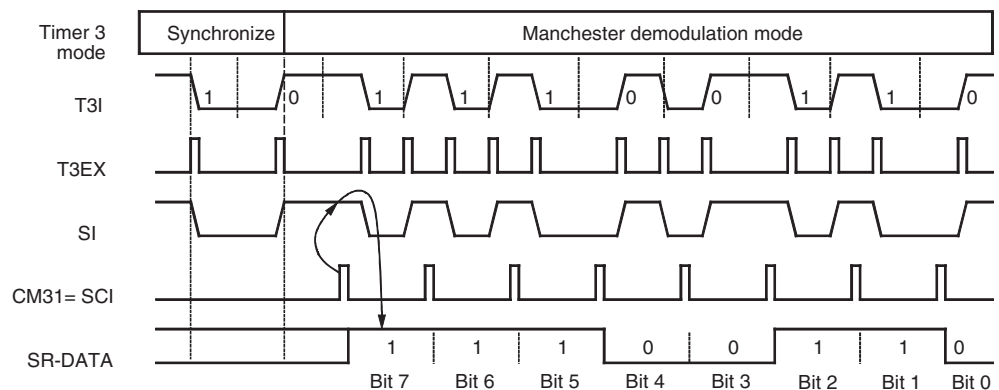 Timer 3 mode
Synchronize
Manchester demodulation mode
T3I
1 0 1 1 1 0 0 1 1 0
T3EX
SI
CM31= SCI
SR-DATA
1 1 1 0 0 1 1 0
Bit 7 Bit 6 Bit 5 Bit 4 Bit 3 Bit 2 Bit 1 Bit 0